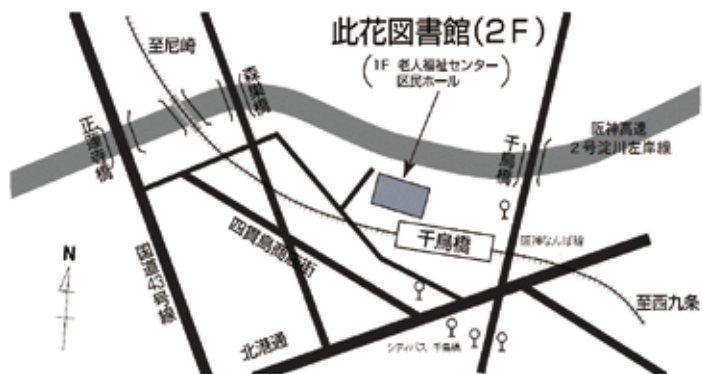 此花図書館(2F)
(1F 老人福祉センター
区民ホール)
至尼崎
森巣橋
正蓮寺橋
千鳥橋
阪神高速
2号淀川左岸線
四貫島商店街
千鳥橋
阪神なんば線
N
国道43号線
北港通
シティバス 千鳥橋
至西九条